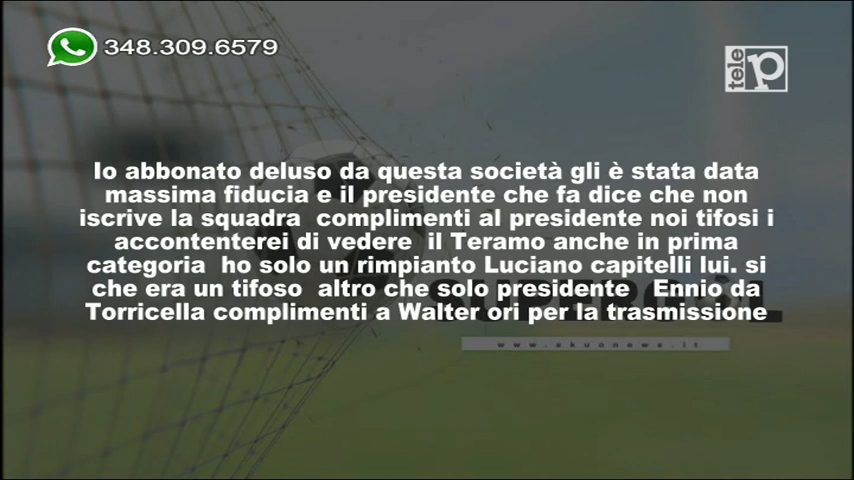 348.309.6579
tele p
Io abbonato deluso da questa società gli è stata data
massima fiducia e il presidente che fa dice che non
iscrive la squadra complimenti al presidente noi tifosi i
accontenterei di vedere il Teramo anche in prima
categoria ho solo un rimpianto Luciano capitelli lui. si
che era un tifoso altro che solo presidente Ennio da
Torricella complimenti a Walter ori per la trasmissione
www.ekuonews.it